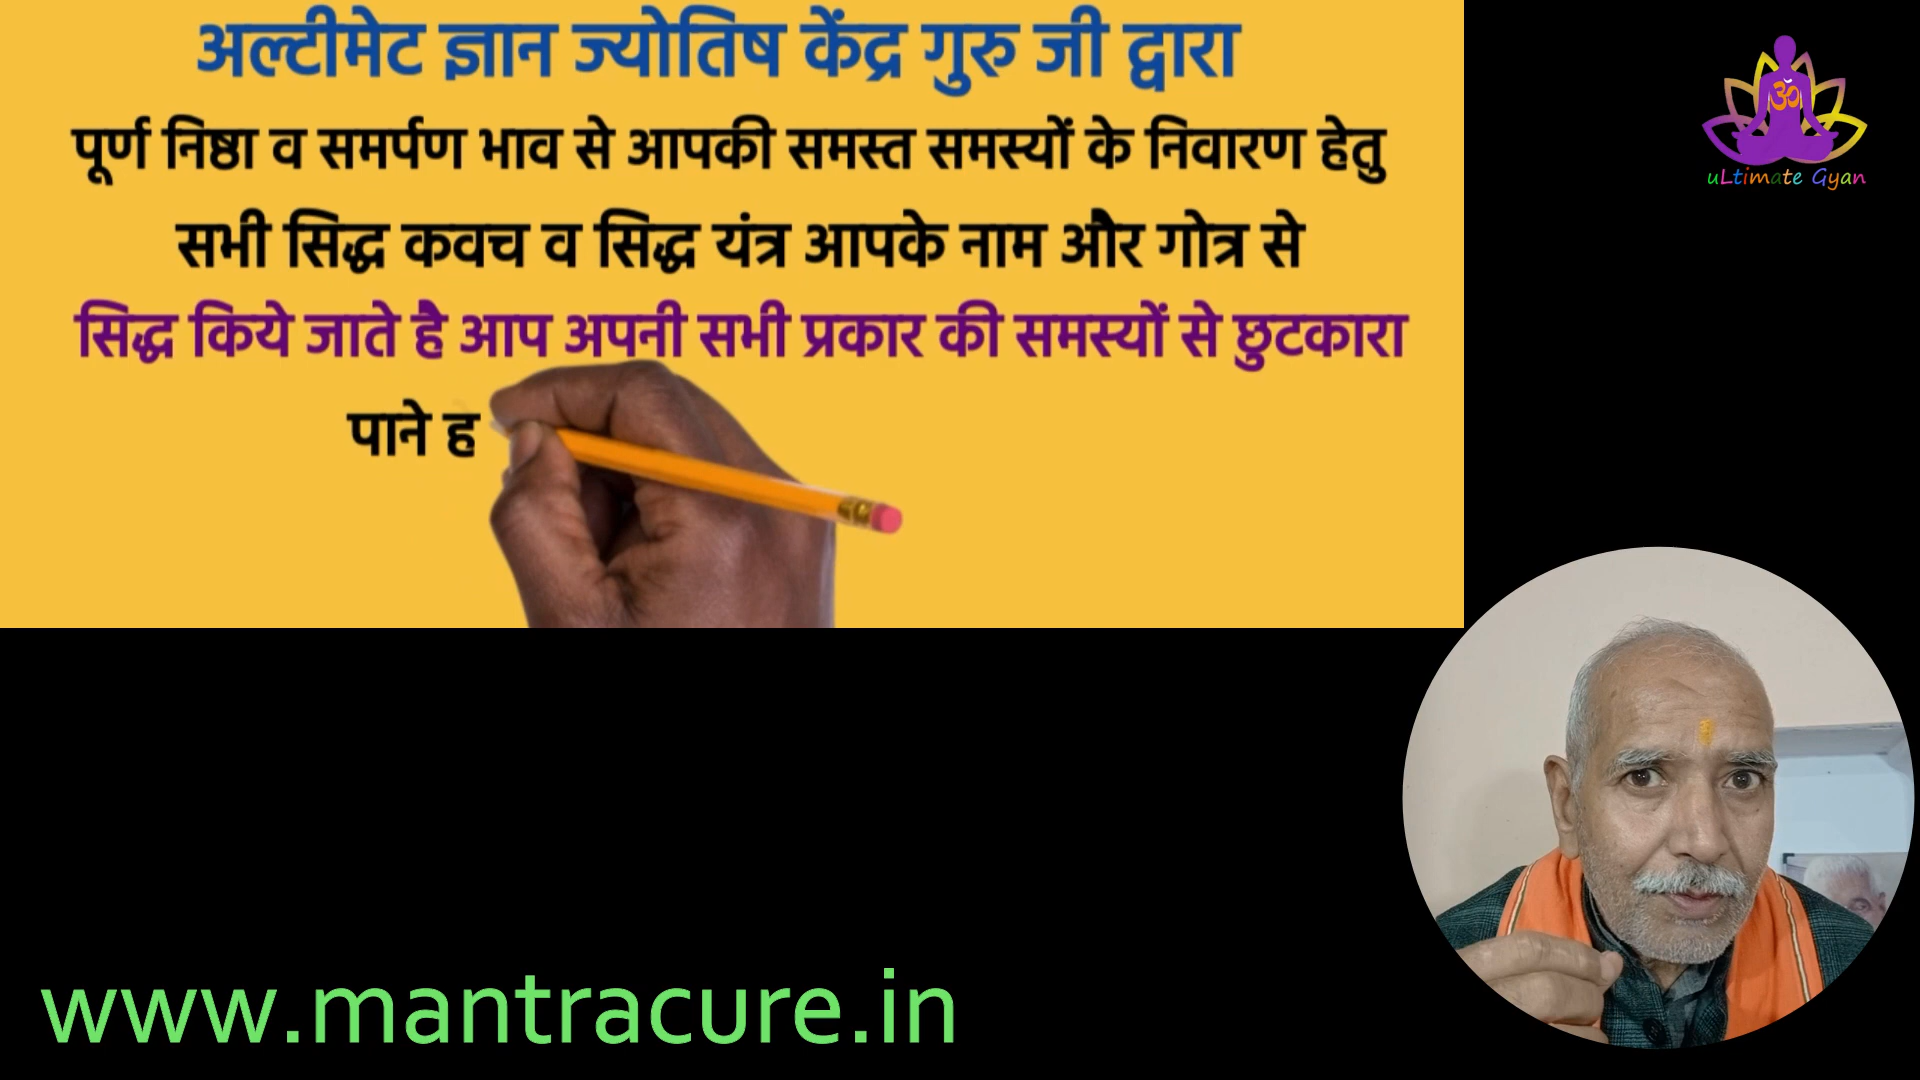 अल्टीमेट ज्ञान ज्योतिष केंद्र गुरु जी द्वारा
पूर्ण निष्ठा व समर्पण भाव से आपकी समस्त समस्यों के निवारण हेतु
सभी सिद्ध कवच व सिद्ध यंत्र आपके नाम और गोत्र से
सिद्ध किये जाते है आप अपनी सभी प्रकार की समस्यों से छुटकारा
पाने ह
ॐ
uLtimate Gyan
www.mantracure.in